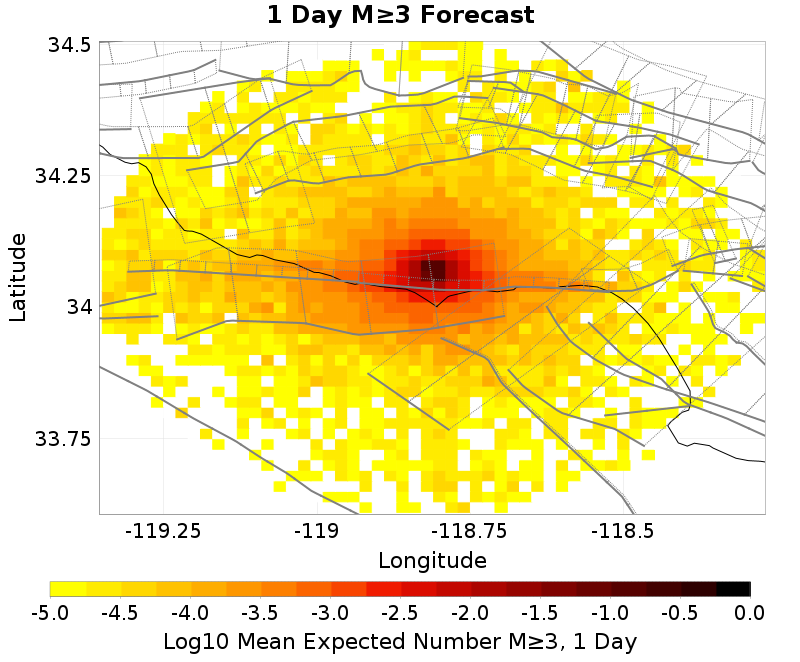 1 Day M≥3 Forecast
34.5
34.25
34
33.75
Latitude
-119.25 -119 -118.75 -118.5
Longitude
-5.0 -4.5 -4.0 -3.5 -3.0 -2.5 -2.0 -1.5 -1.0 -0.5 0.0
Log10 Mean Expected Number M≥3, 1 Day